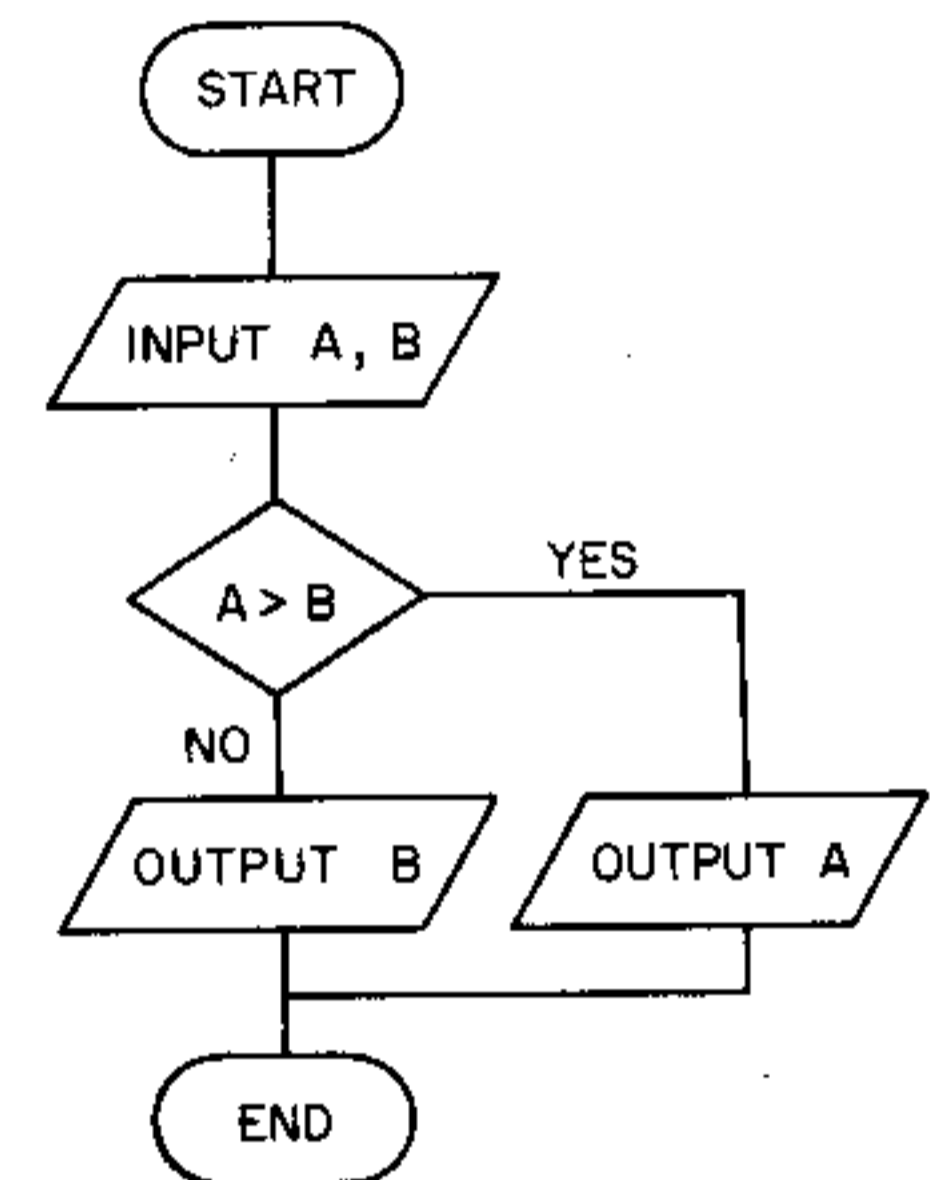 START
INPUT A, B
A > B
YES
NO
OUTPUT B
OUTPUT A
END